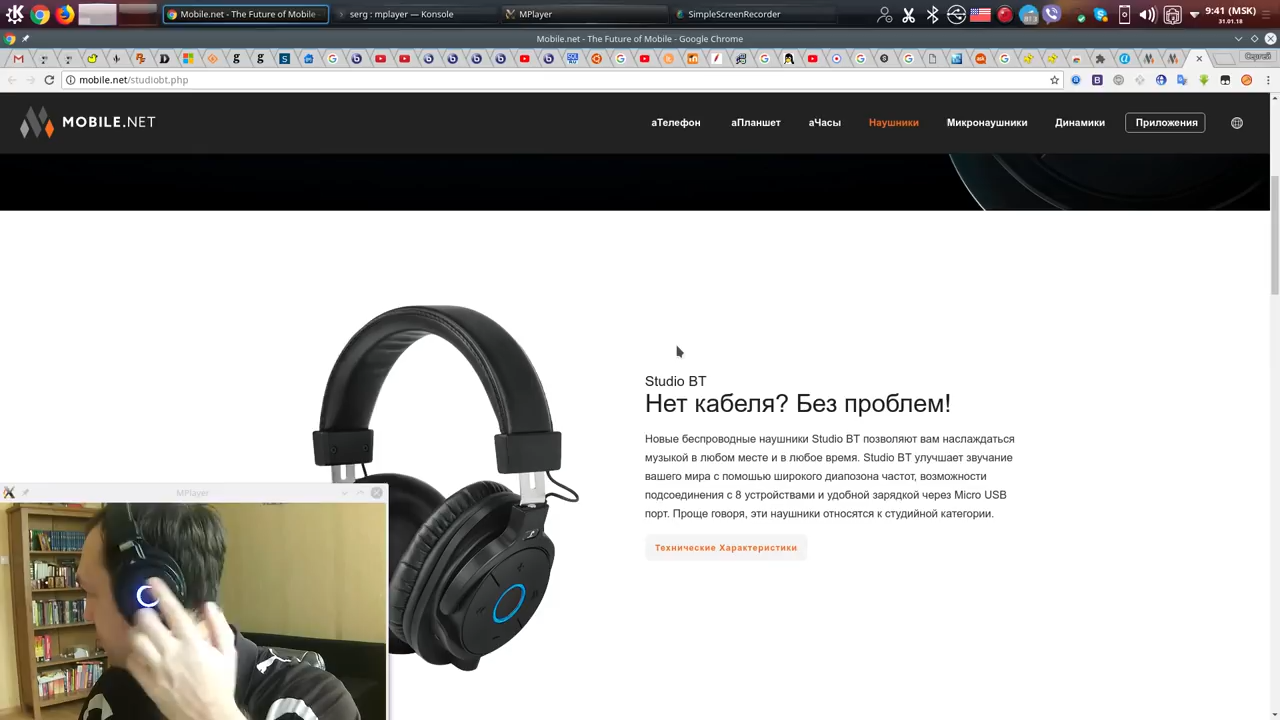 Mobile.net - The Future of Mobile
serg : mplayer — Konsole
MPlayer
SimpleScreenRecorder
9:41 (MSK)
31.01.18
Mobile.net - The Future of Mobile - Google Chrome
Сергей
mobile.net/studiobt.php
MOBILE.NET
аТелефон
аПланшет
аЧасы
Наушники
Микронаушники
Динамики
Приложения
Studio BT
Нет кабеля? Без проблем!
Новые беспроводные наушники Studio BT позволяют вам наслаждаться
музыкой в любом месте и в любое время. Studio BT улучшает звучание
вашего мира с помощью широкого диапазона частот, возможности
подсоединения с 8 устройствами и удобной зарядкой через Micro USB
порт. Проще говоря, эти наушники относятся к студийной категории.
Технические Характеристики
MPlayer